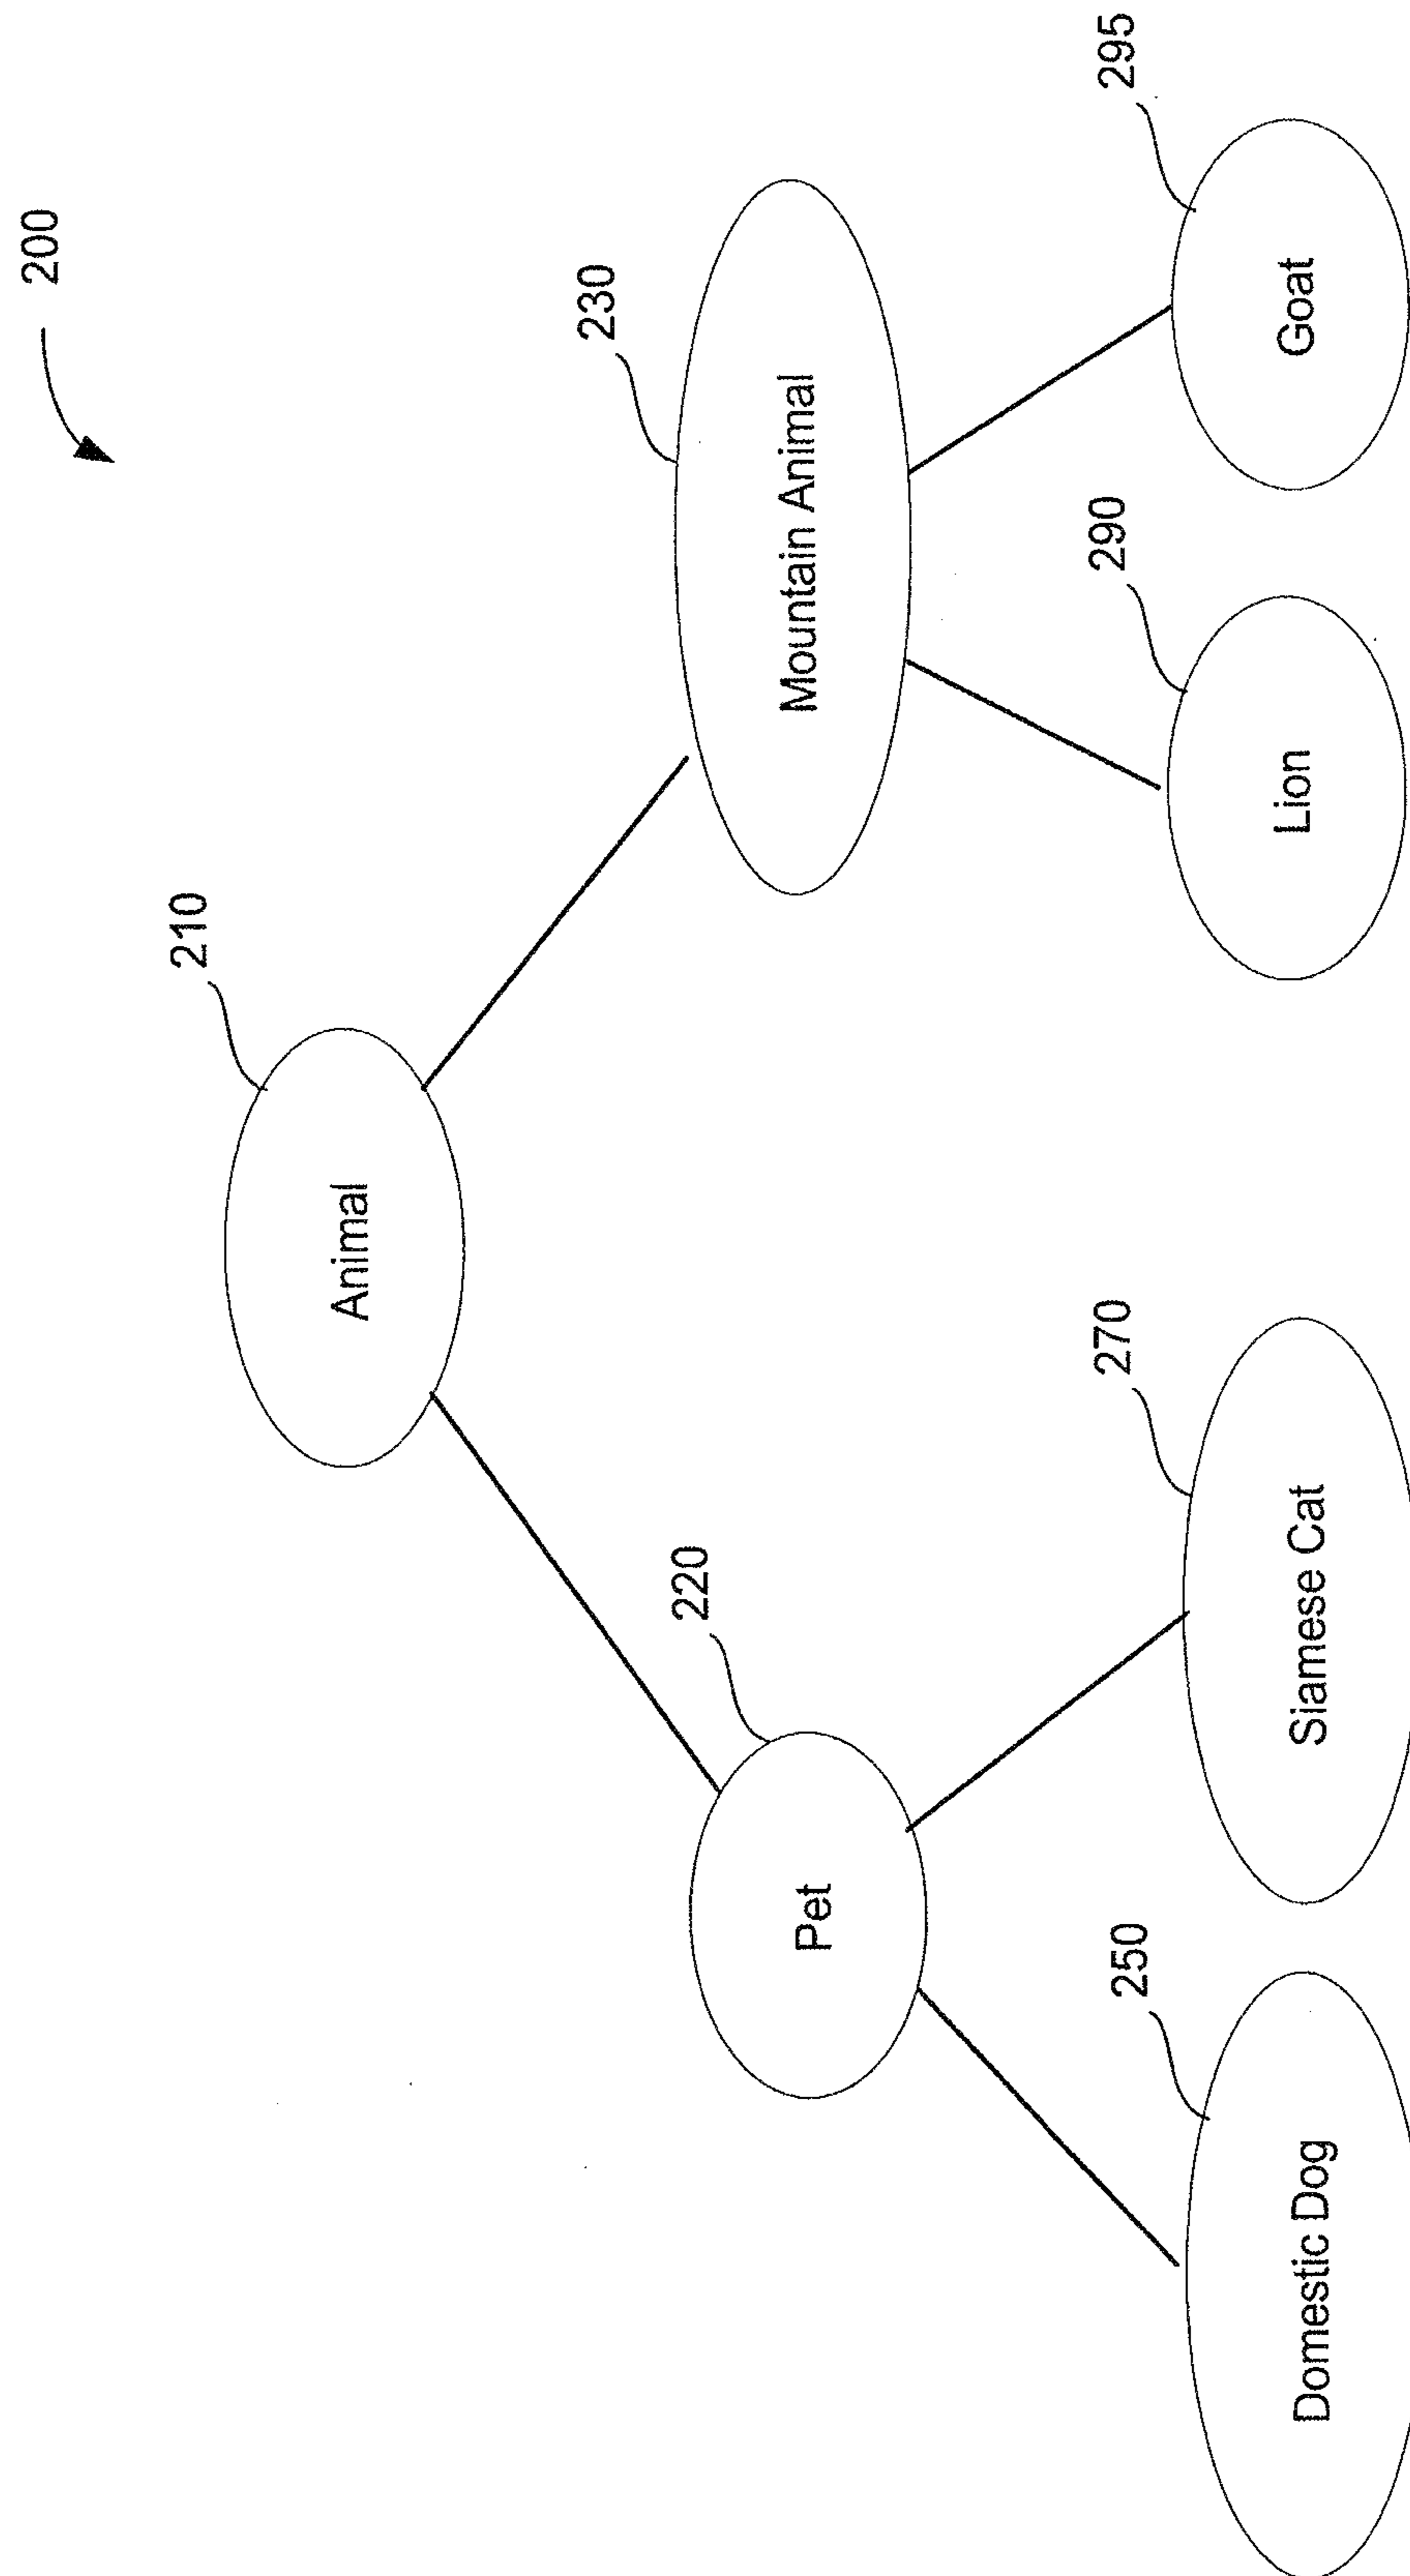 200
210
Animal
220
Pet
230
Mountain Animal
250
Domestic Dog
270
Siamese Cat
290
Lion
295
Goat